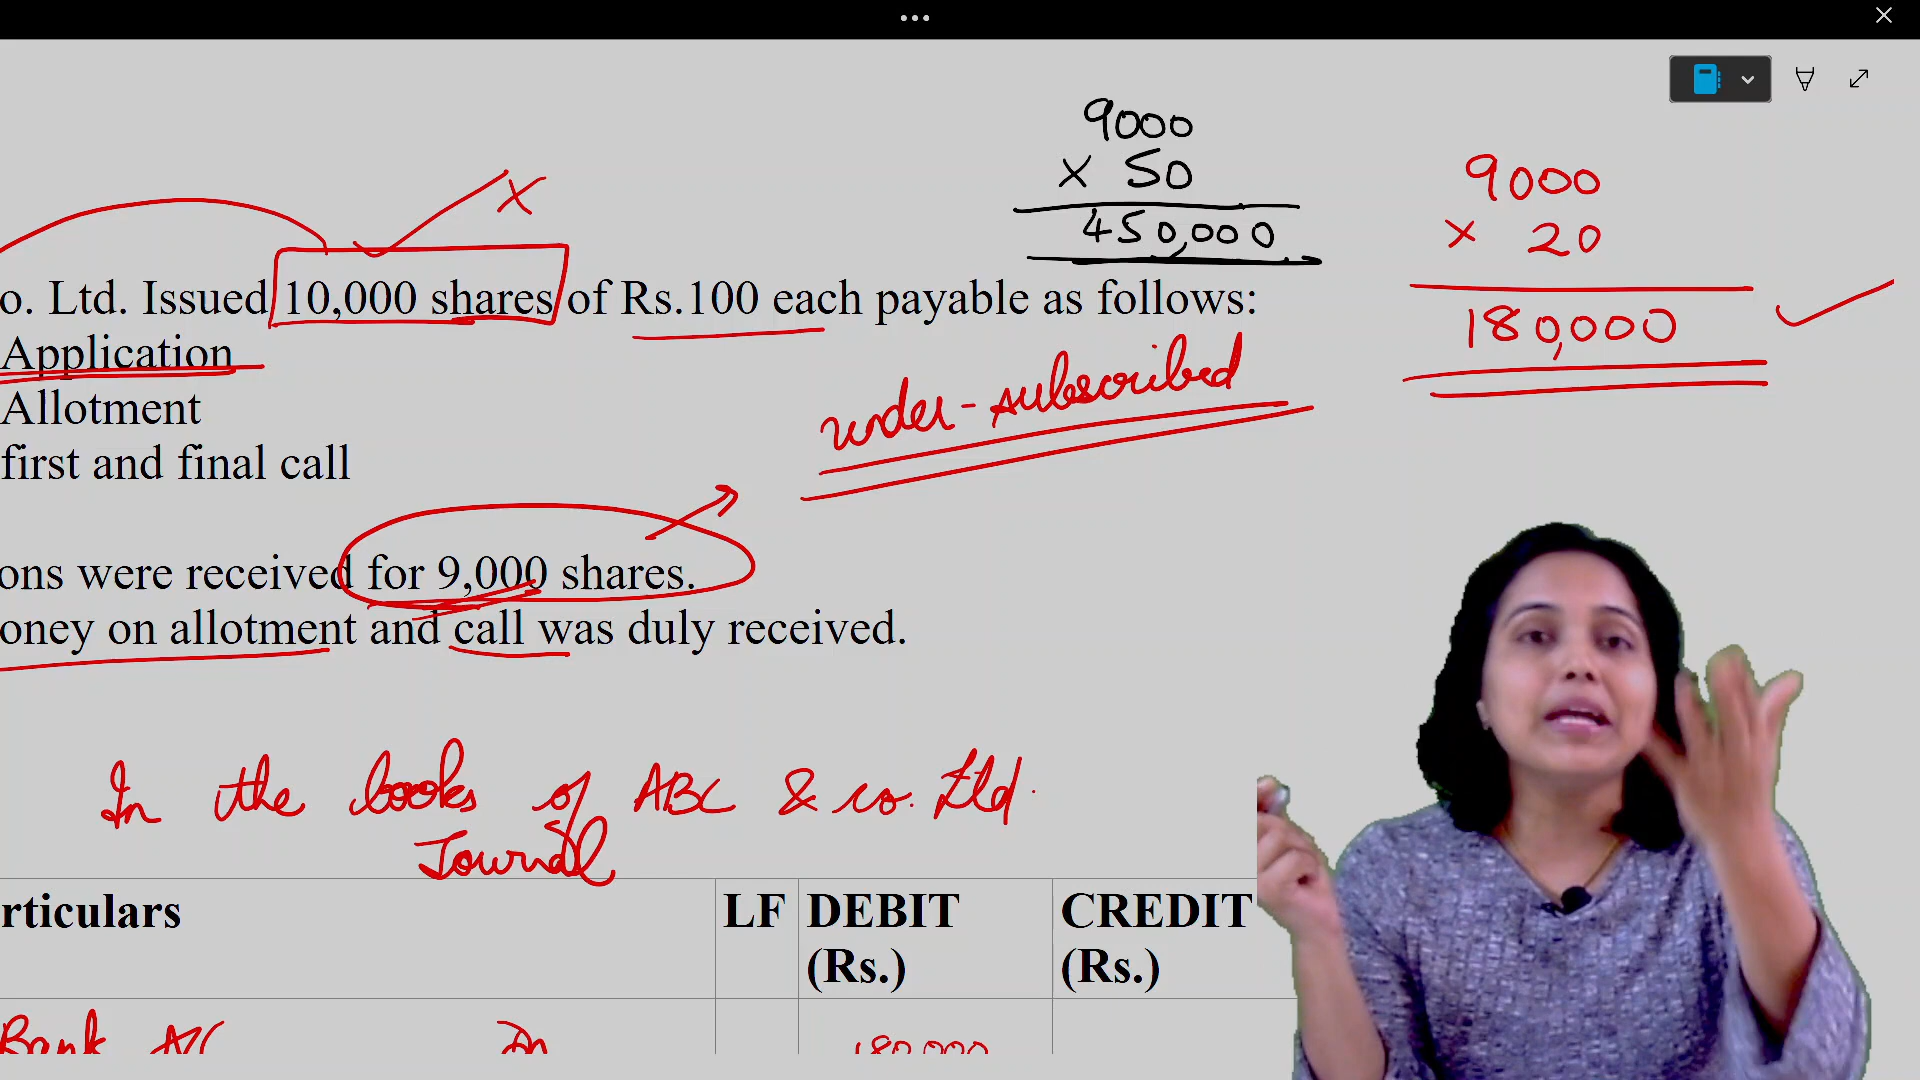 9000
x 50
450,000
9000
x 20
180,000
x
o. Ltd. Issued 10,000 shares of Rs.100 each payable as follows:
Application
under-subscribed
Allotment
first and final call
ons were received for 9,000 shares.
oney on allotment and call was duly received.
In the books of ABC & co. Ltd.
Journal
rticulars LF DEBIT (Rs.) CREDIT (Rs.)
Bank A/C Dr 180,000